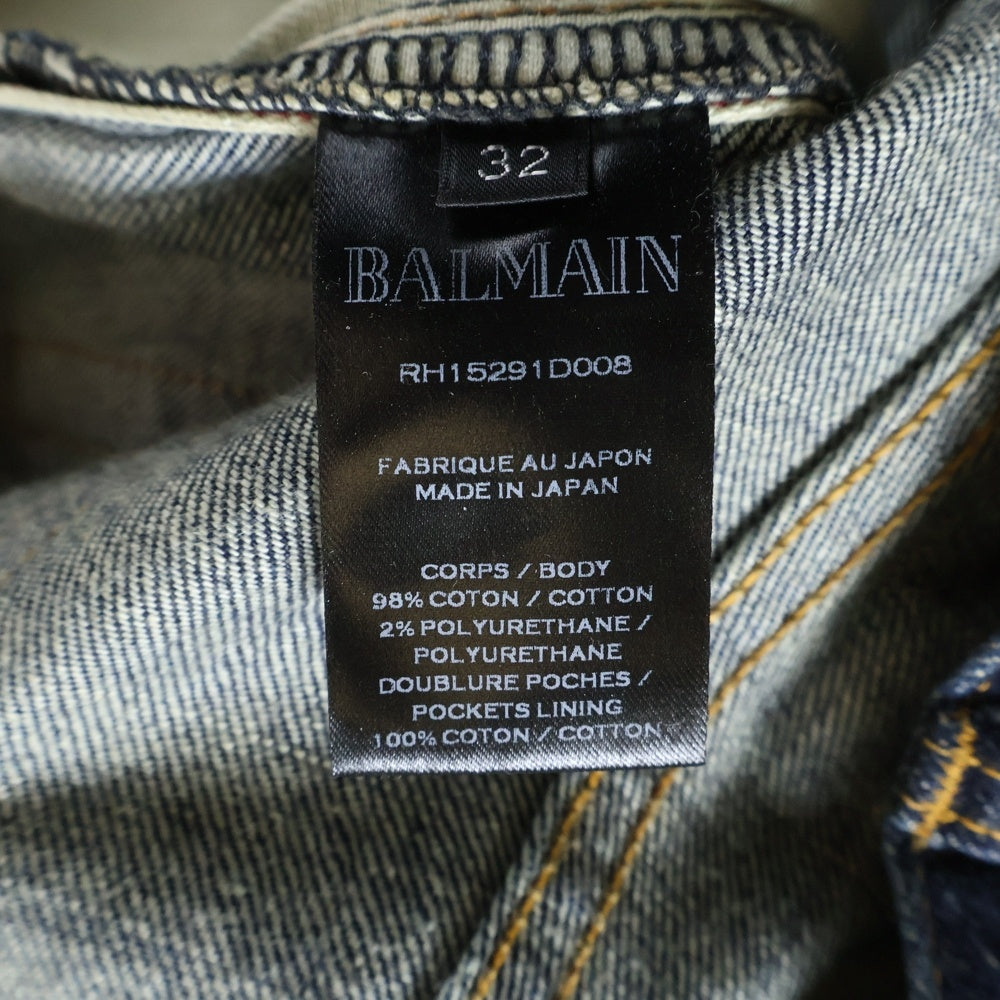 32
BALMAIN
RH15291D008
FABRIQUE AU JAPON
MADE IN JAPAN
CORPS / BODY
98% COTON / COTTON
2% POLYURETHANE /
POLYURETHANE
DOUBLURE POCHES /
POCKETS LINING
100% COTON / COTTON